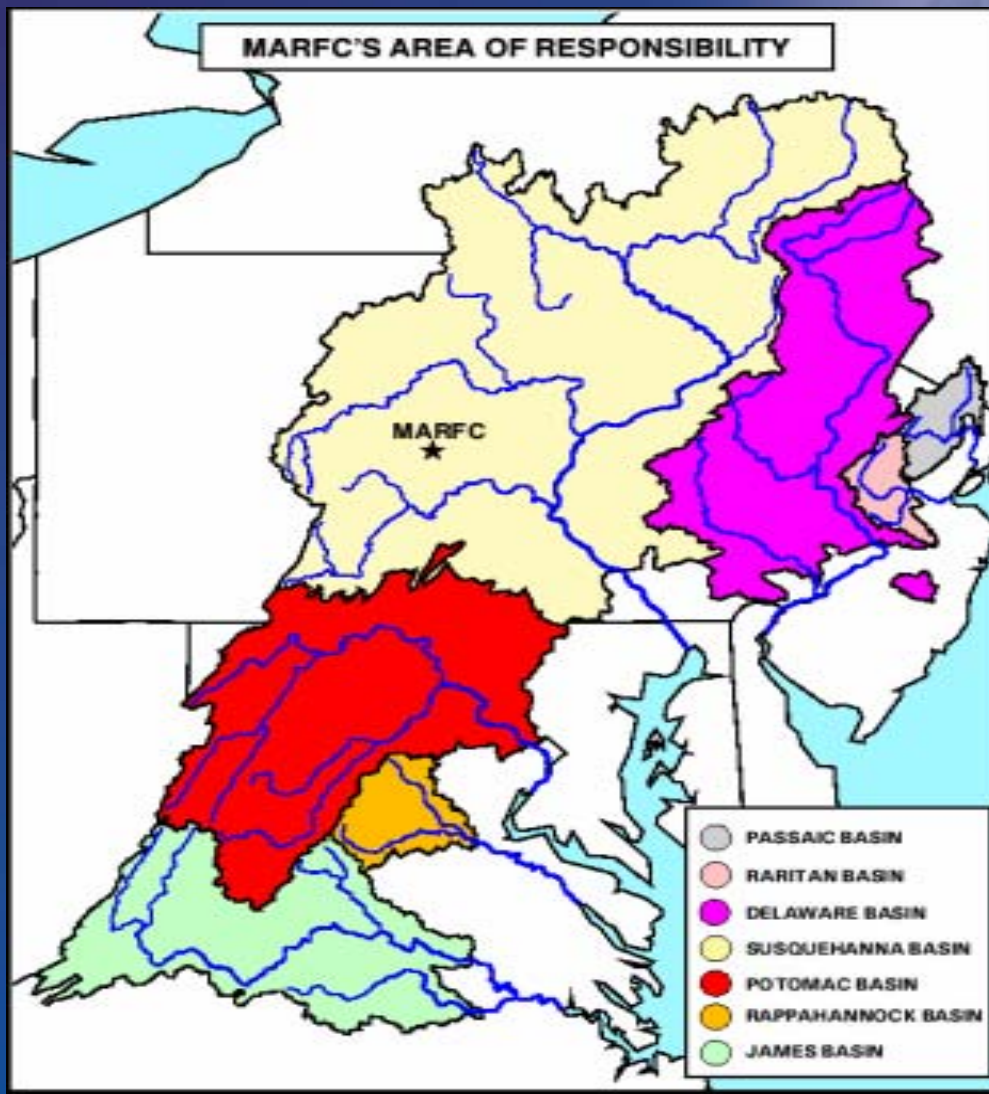 MARFC'S AREA OF RESPONSIBILITY
MARFC
PASSAIC BASIN
RARITAN BASIN
DELAWARE BASIN
SUSQUEHANNA BASIN
POTOMAC BASIN
RAPPAHANNOCK BASIN
JAMES BASIN